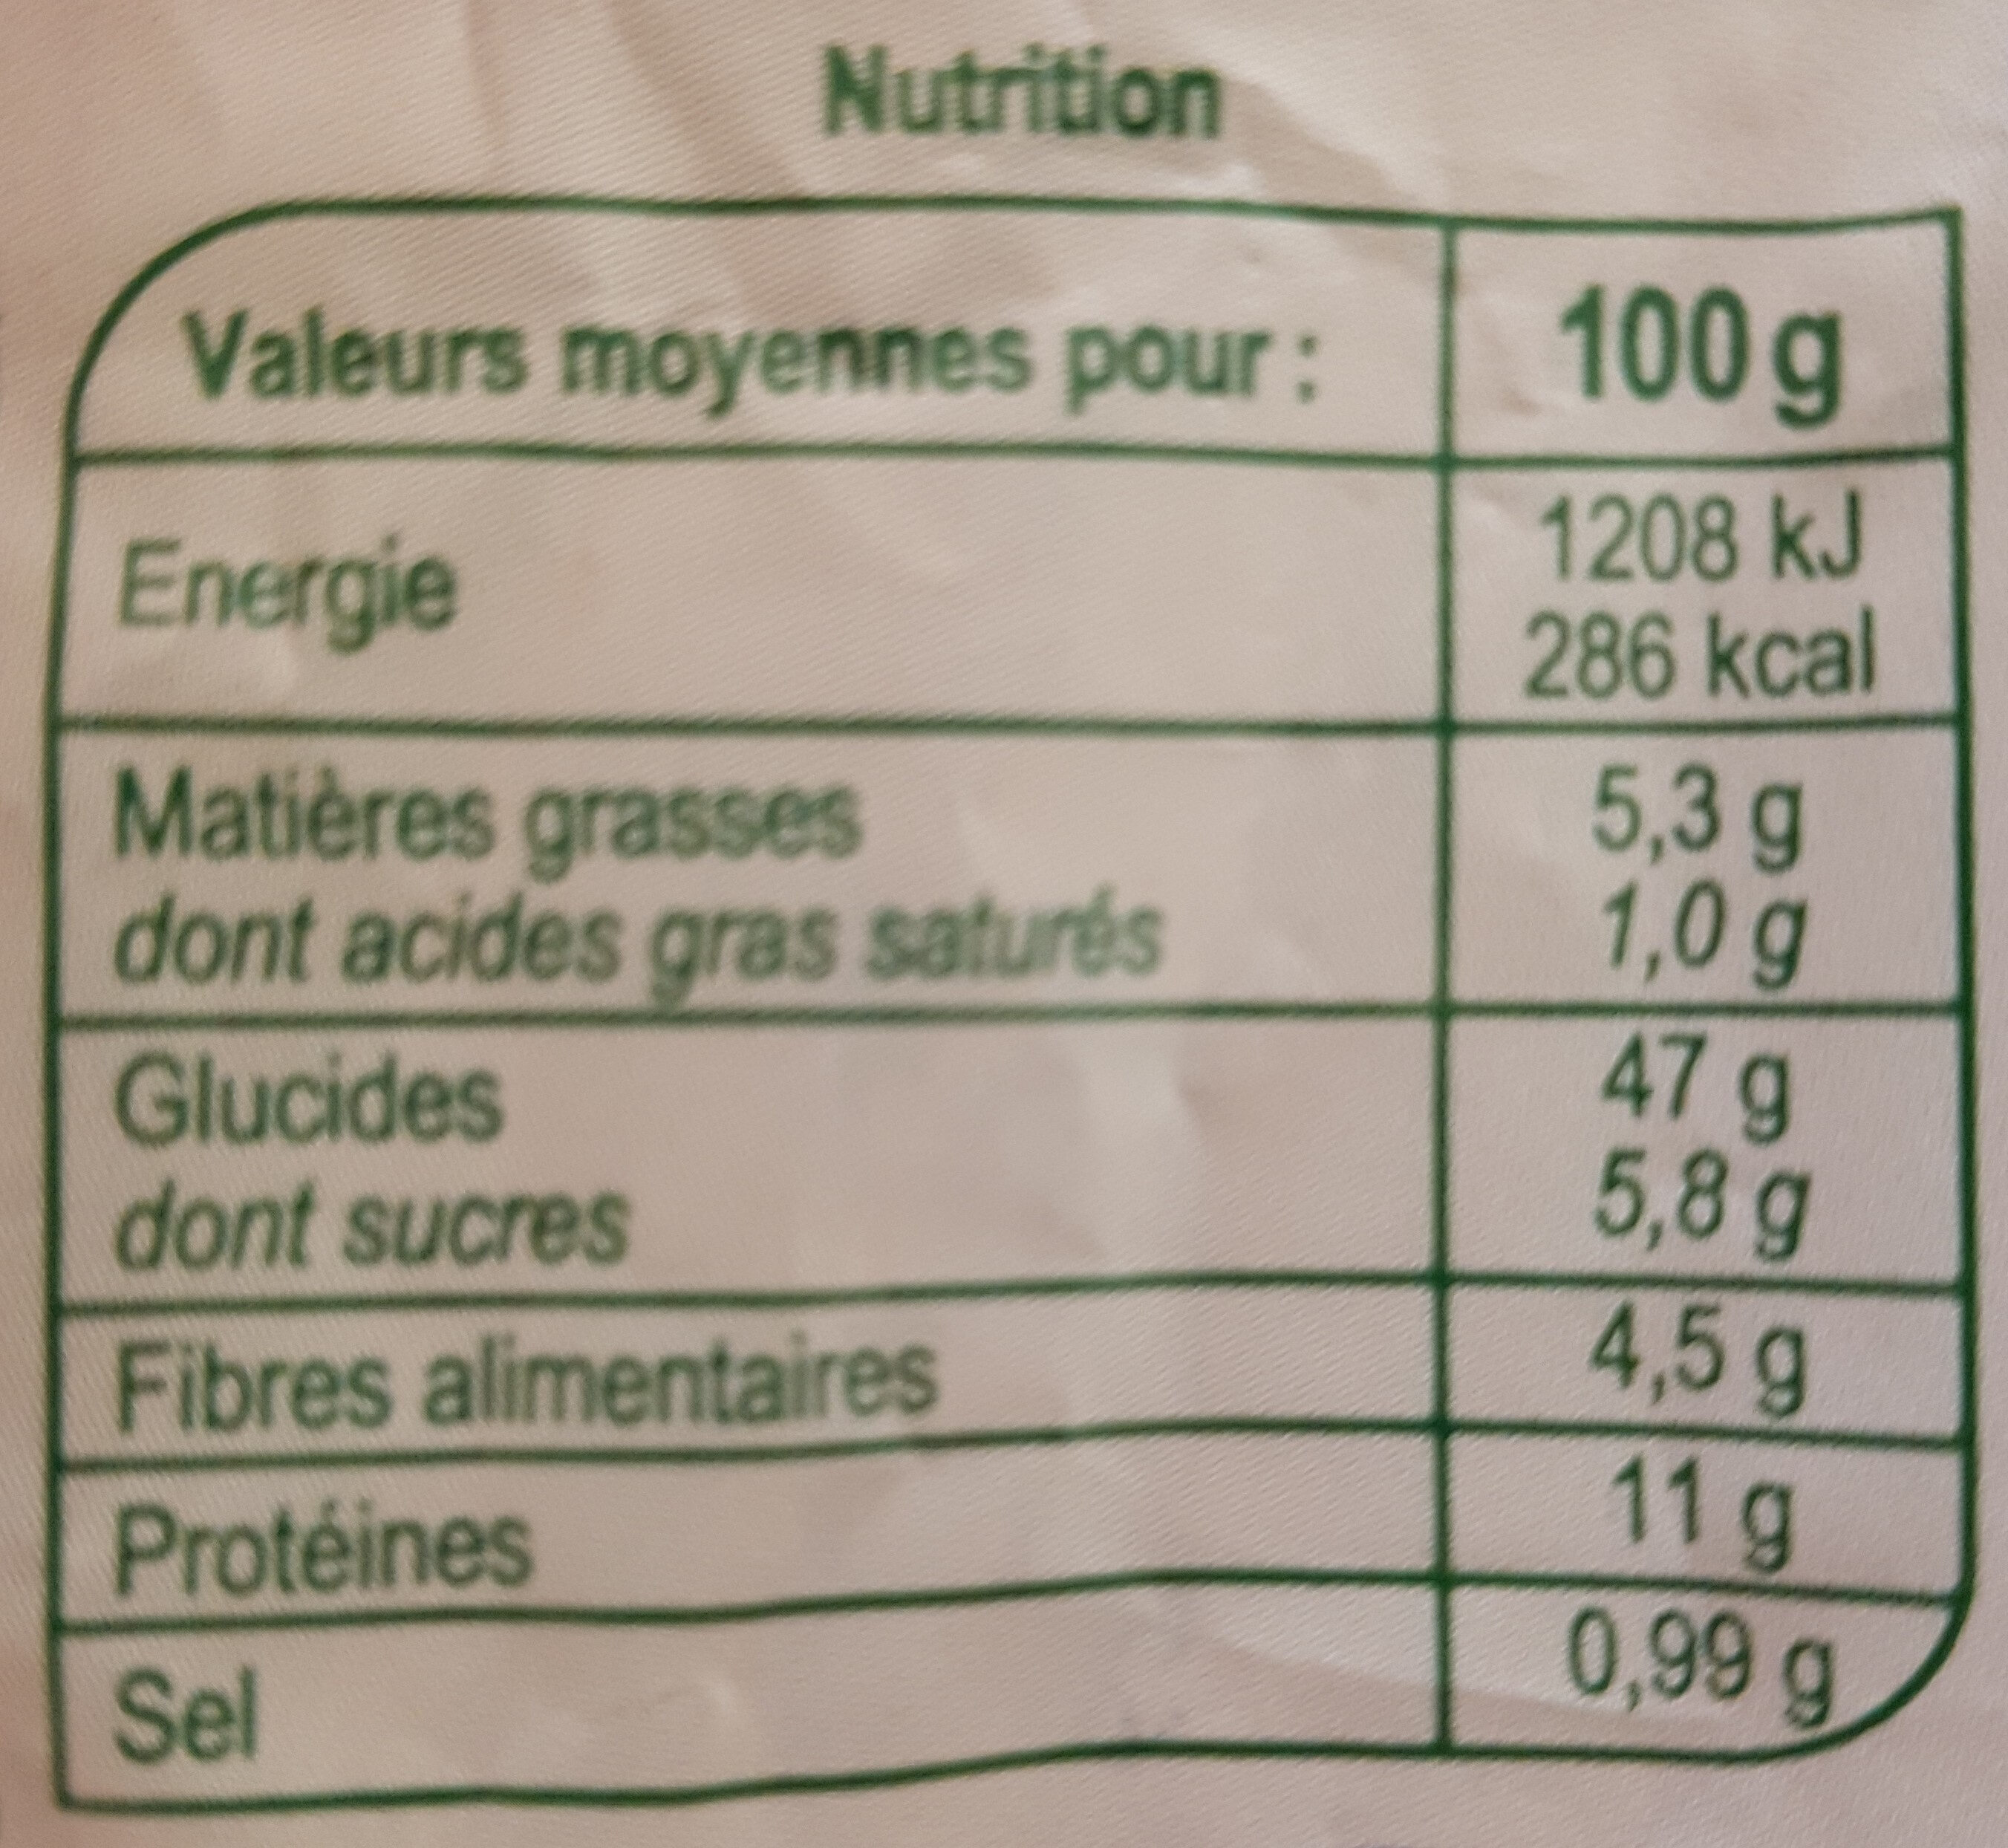 Nutrition
Valeurs moyennes pour : 100 g
Energie 1208 kJ
286 kcal
Matières grasses 5,3 g
dont acides gras saturés 1,0 g
Glucides 47 g
dont sucres 5,8 g
Fibres alimentaires 4,5 g
Protéines 11 g
Sel 0,99 g